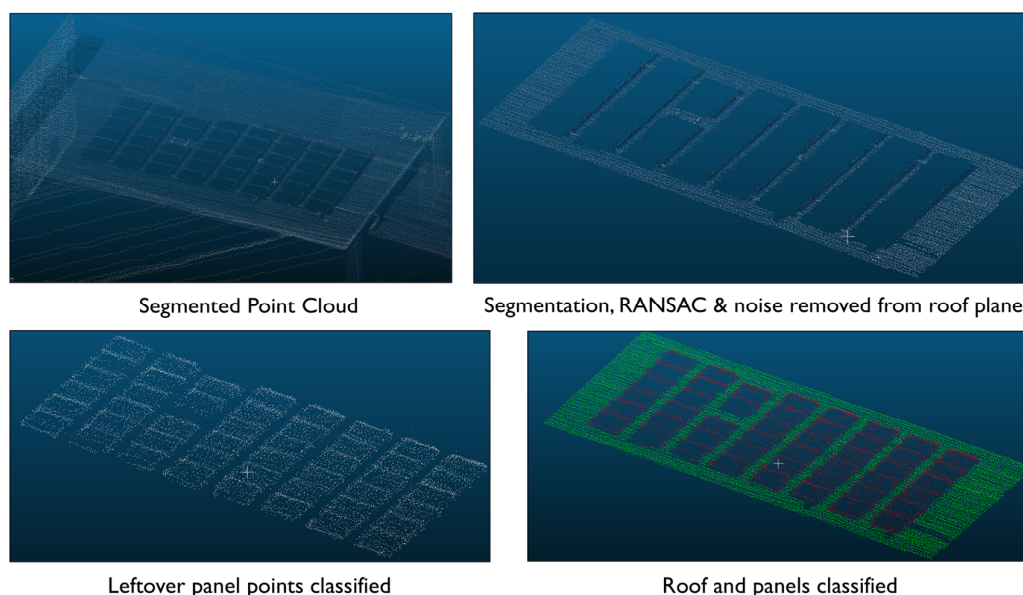 Segmented Point Cloud
Segmentation, RANSAC & noise removed from roof plane
Leftover panel points classified
Roof and panels classified